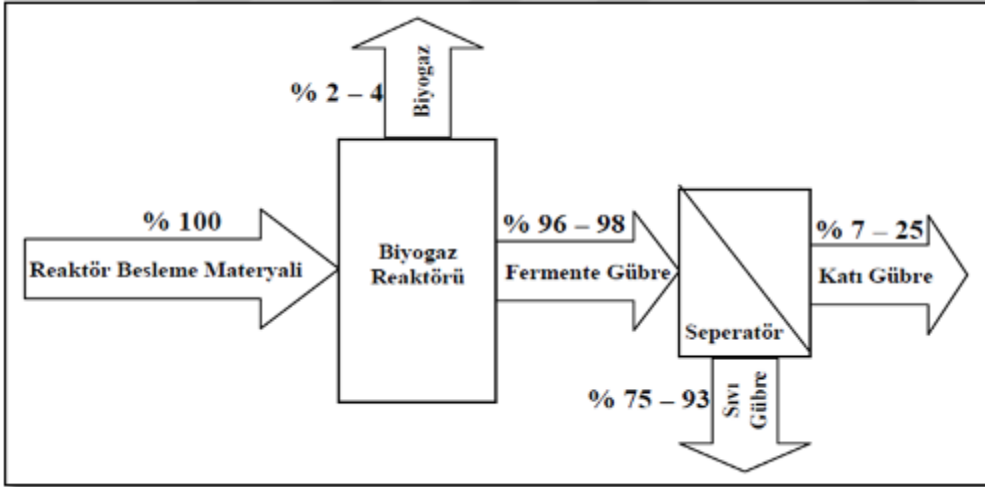 Biyogaz
% 2 – 4
% 100
Reaktör Besleme Materyali
Biyogaz
Reaktörü
% 96 – 98
Fermente Gübre
Seperatör
% 7 – 25
Katı Gübre
% 75 – 93
Sıvı
Gübre